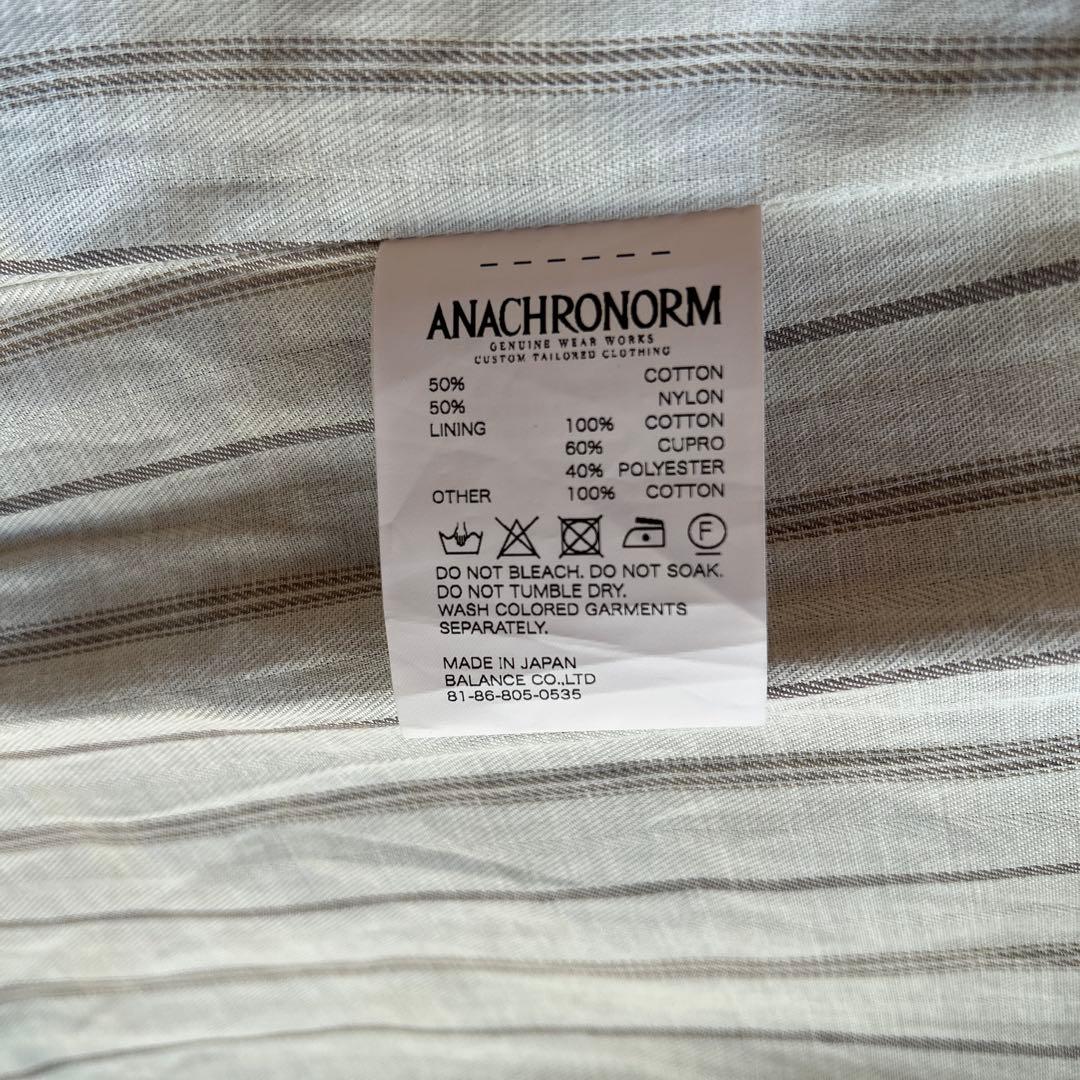 ANACHRONORM
GENUINE WEAR WORKS
CUSTOM TAILORED CLOTHING
50% COTTON
50% NYLON
LINING 100% COTTON
60% CUPRO
40% POLYESTER
OTHER 100% COTTON
F
DO NOT BLEACH. DO NOT SOAK.
DO NOT TUMBLE DRY.
WASH COLORED GARMENTS
SEPARATELY.
MADE IN JAPAN
BALANCE CO.,LTD
81-86-805-0535